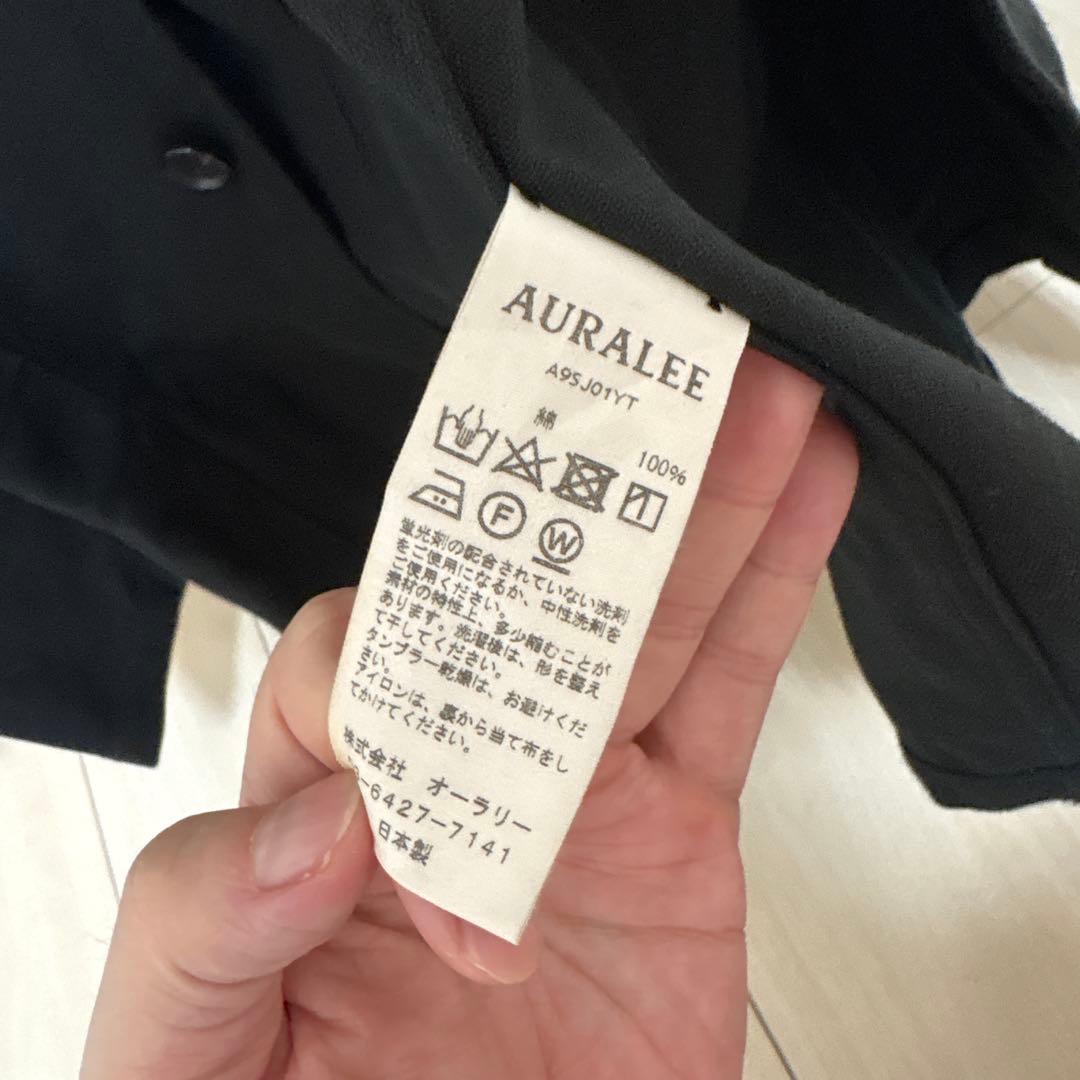 AURALEE
A9SJ01YT
綿 100%
F W
蛍光剤の配合されていない洗剤
をご使用になるか、中性洗剤を
ご使用ください。
素材の特性上、多少縮むことが
あります。洗濯後は、形を整え
て干してください。
タンブラー乾燥は、お避けくだ
さい。
アイロンは、裏から当て布をし
てかけてください。
株式会社 オーラリー
-6427-7141
日本製